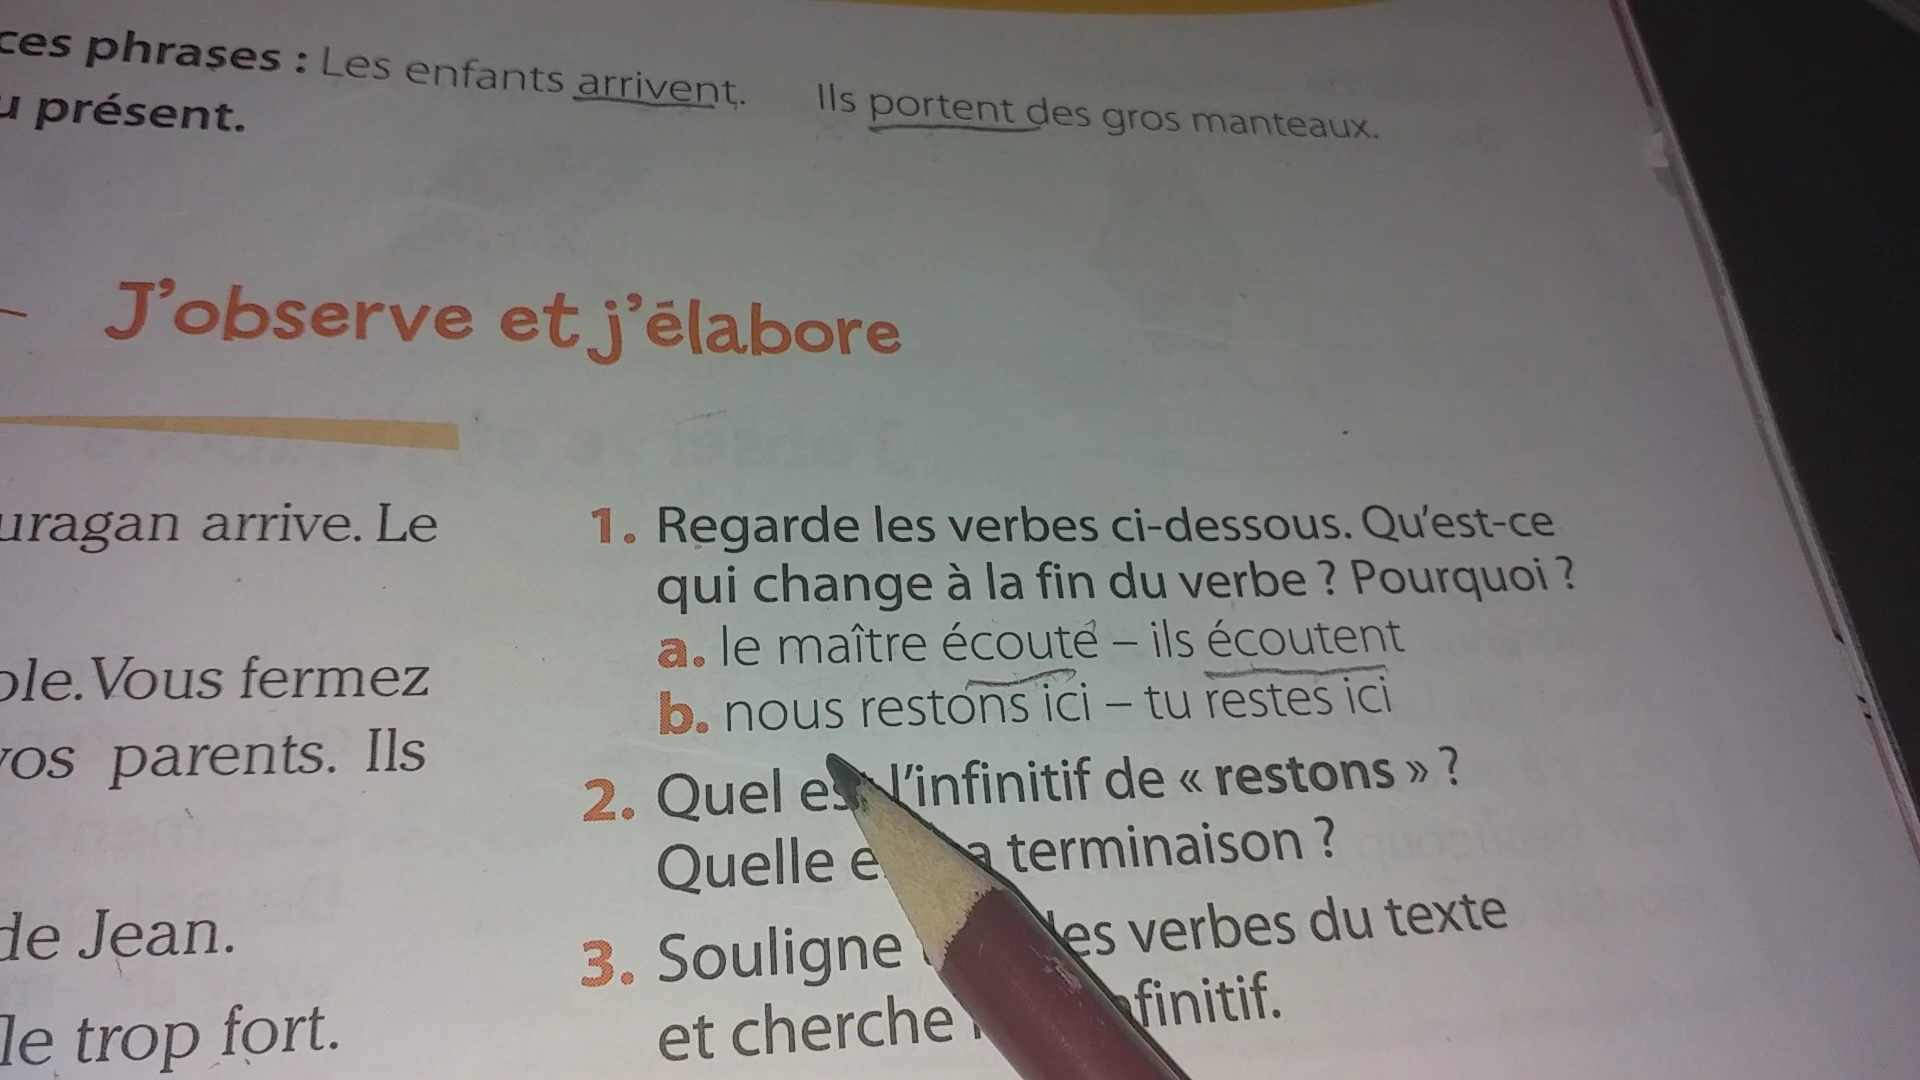 ces phrases : Les enfants arrivent. Ils portent des gros manteaux.
u présent.
J'observe et j'élabore
uragan arrive. Le
ole. Vous fermez
vos parents. Ils
de Jean.
le trop fort.
1. Regarde les verbes ci-dessous. Qu'est-ce
qui change à la fin du verbe ? Pourquoi ?
a. le maître écoute – ils écoutent
b. nous restons ici – tu restes ici
2. Quel est l'infinitif de « restons » ?
Quelle terminaison ?
3. Souligne les verbes du texte
et cherche finitif.